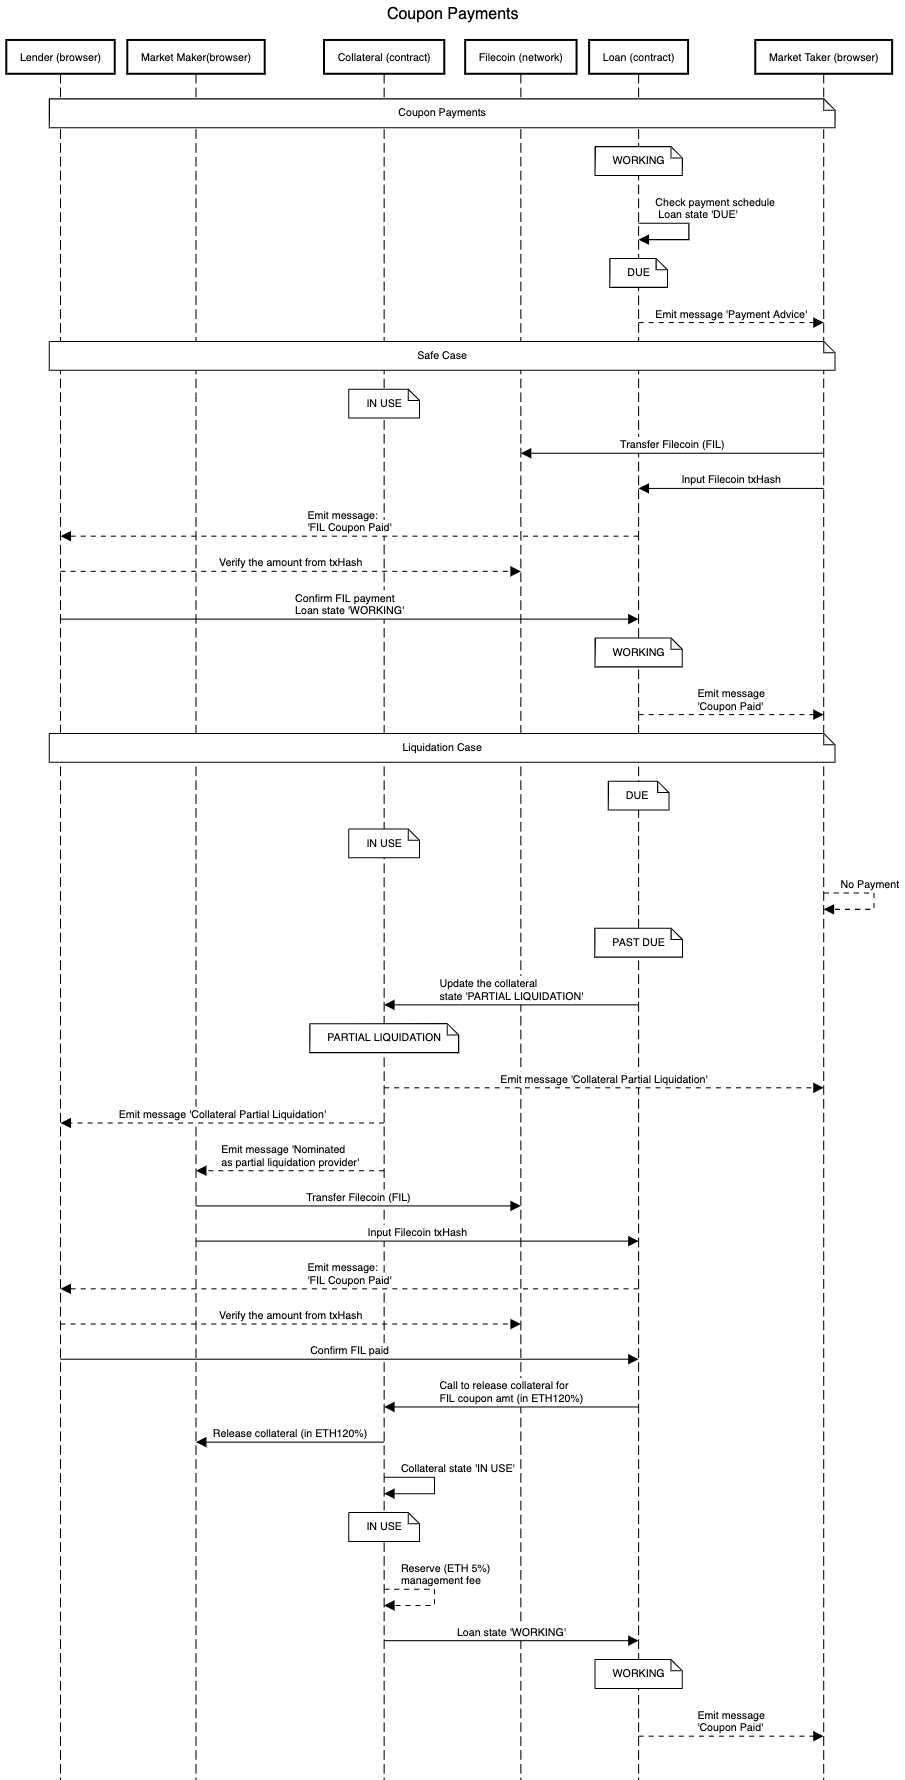 Coupon Payments
Lender (browser)
Market Maker(browser)
Collateral (contract)
Filecoin (network)
Loan (contract)
Market Taker (browser)
Coupon Payments
WORKING
Check payment schedule
Loan state 'DUE'
DUE
Emit message 'Payment Advice'
Safe Case
IN USE
Transfer Filecoin (FIL)
Input Filecoin txHash
Emit message:
'FIL Coupon Paid'
Verify the amount from txHash
Confirm FIL payment
Loan state 'WORKING'
WORKING
Emit message
'Coupon Paid'
Liquidation Case
DUE
IN USE
No Payment
PAST DUE
Update the collateral
state 'PARTIAL LIQUIDATION'
PARTIAL LIQUIDATION
Emit message 'Collateral Partial Liquidation'
Emit message 'Collateral Partial Liquidation'
Emit message 'Nominated
as partial liquidation provider'
Transfer Filecoin (FIL)
Input Filecoin txHash
Emit message:
'FIL Coupon Paid'
Verify the amount from txHash
Confirm FIL paid
Call to release collateral for
FIL coupon amt (in ETH120%)
Release collateral (in ETH120%)
Collateral state 'IN USE'
IN USE
Reserve (ETH 5%)
management fee
Loan state 'WORKING'
WORKING
Emit message
'Coupon Paid'